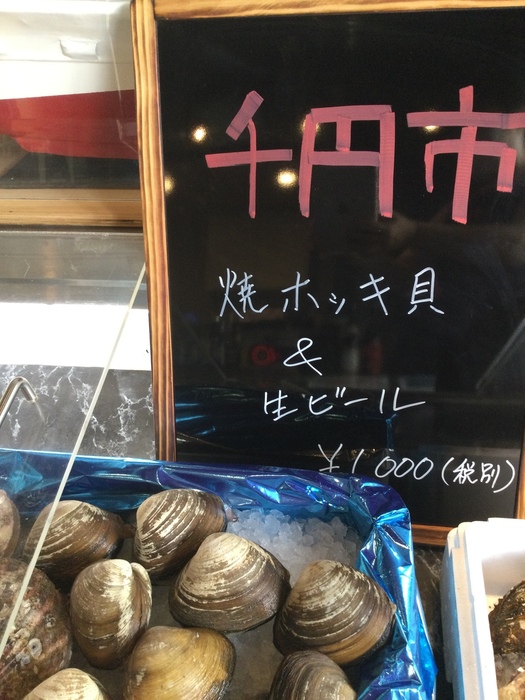 千円市
焼ホッキ貝
&
生ビール
¥1000(税別)